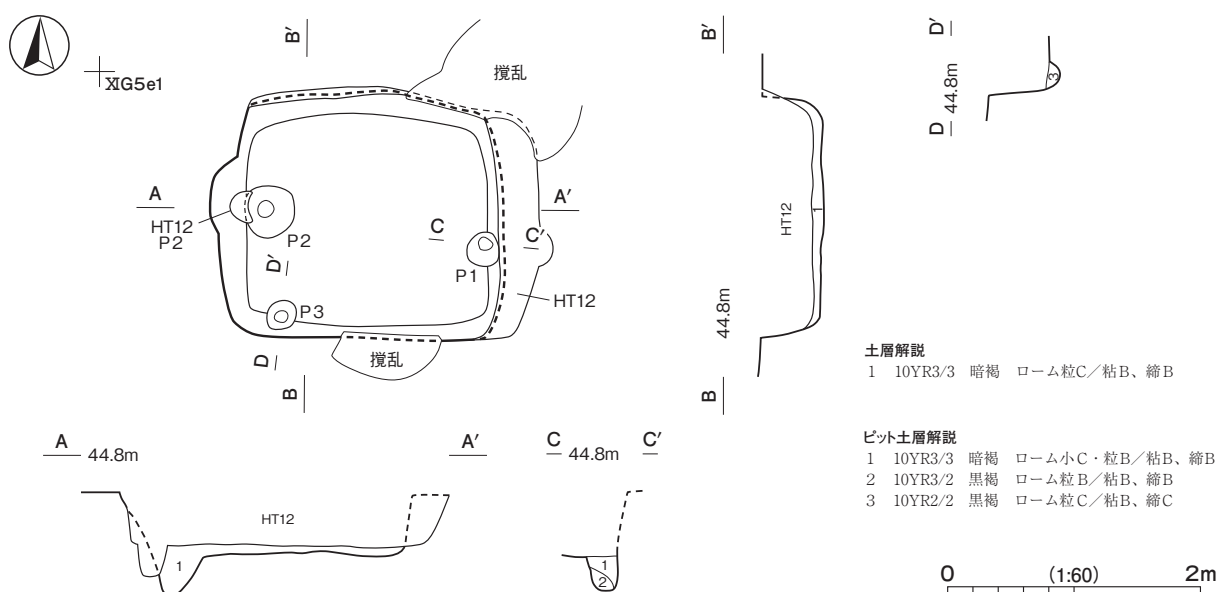 XIG5e1
B'
撹乱
A
A'
HT12
P2
P2
C
C'
P1
D'
P3
HT12
D
撹乱
B
B'
HT12
1
44.8m
B
D'
3
44.8m
D
土層解説
1 10YR3/3 暗褐 ローム粒C／粘B、締B
ピット土層解説
1 10YR3/3 暗褐 ローム小C・粒B／粘B、締B
2 10YR3/2 黒褐 ローム粒B／粘B、締B
3 10YR2/2 黒褐 ローム粒C／粘B、締C
A 44.8m A'
HT12
1
C 44.8m C'
1
2
0 (1:60) 2m